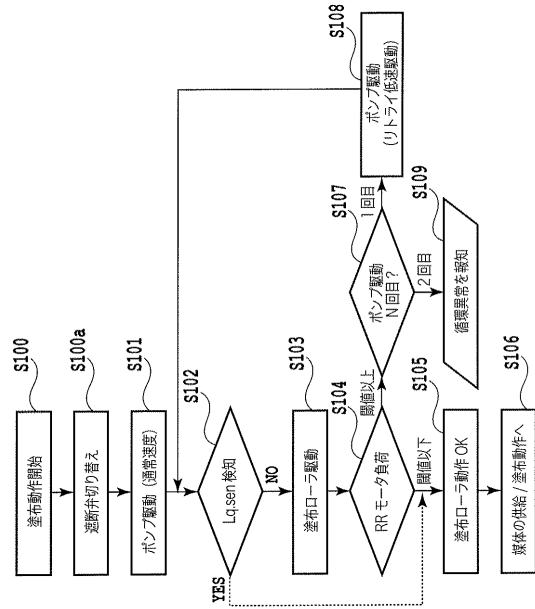 S100
塗布動作開始
S100a
遮断弁切り替え
S101
ポンプ駆動 (通常速度)
S102
Lq.sen 検知
YES
NO
S103
塗布ローラ駆動
S104
RRモータ負荷
閾値以上
閾値以下
S107
ポンプ駆動
N回目?
1回目
2回目
S108
ポンプ駆動
(リトライ低速駆動)
S109
循環異常を報知
S105
塗布ローラ動作OK
S106
媒体の供給/塗布動作へ